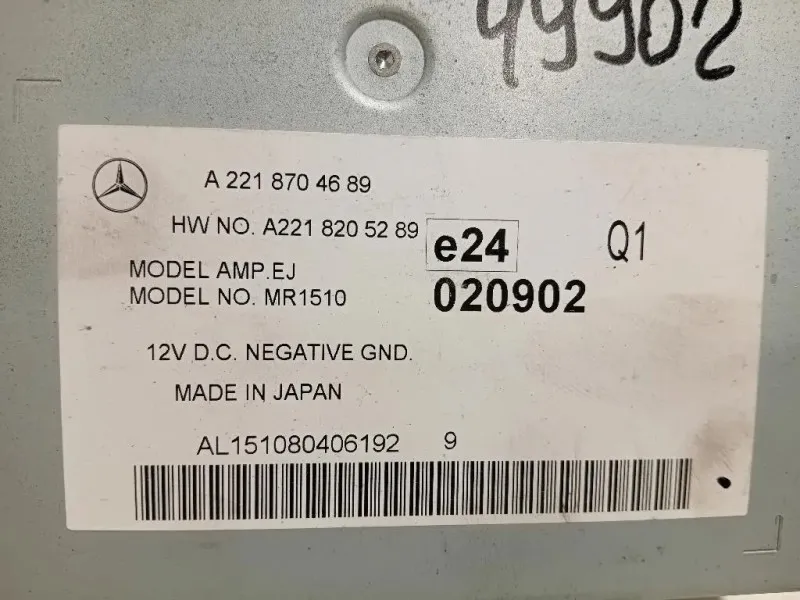 49902
A 221 870 46 89
HW NO. A221 820 52 89
e24
Q1
MODEL AMP.EJ
MODEL NO. MR1510
020902
12V D.C. NEGATIVE GND.
MADE IN JAPAN
AL151080406192 9